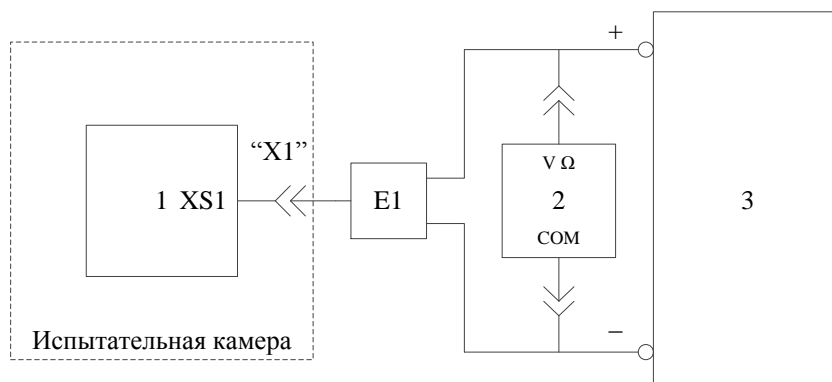 +
“X1”
V Ω
1 XS1
E1
2
3
COM
Испытательная камера
–